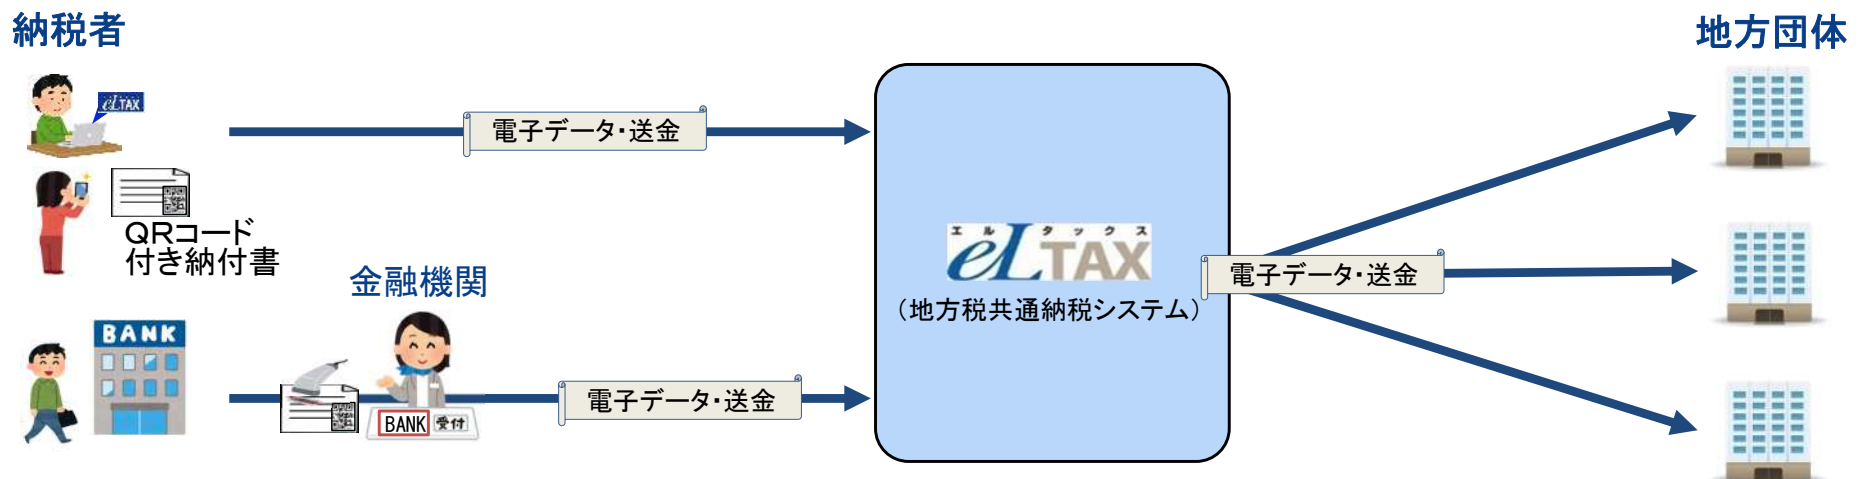 納税者
地方団体
eLTAX
電子データ・送金
QRコード
付き納付書
金融機関
エルタックス
eLTAX
（地方税共通納税システム）
電子データ・送金
BANK
BANK
受付
電子データ・送金